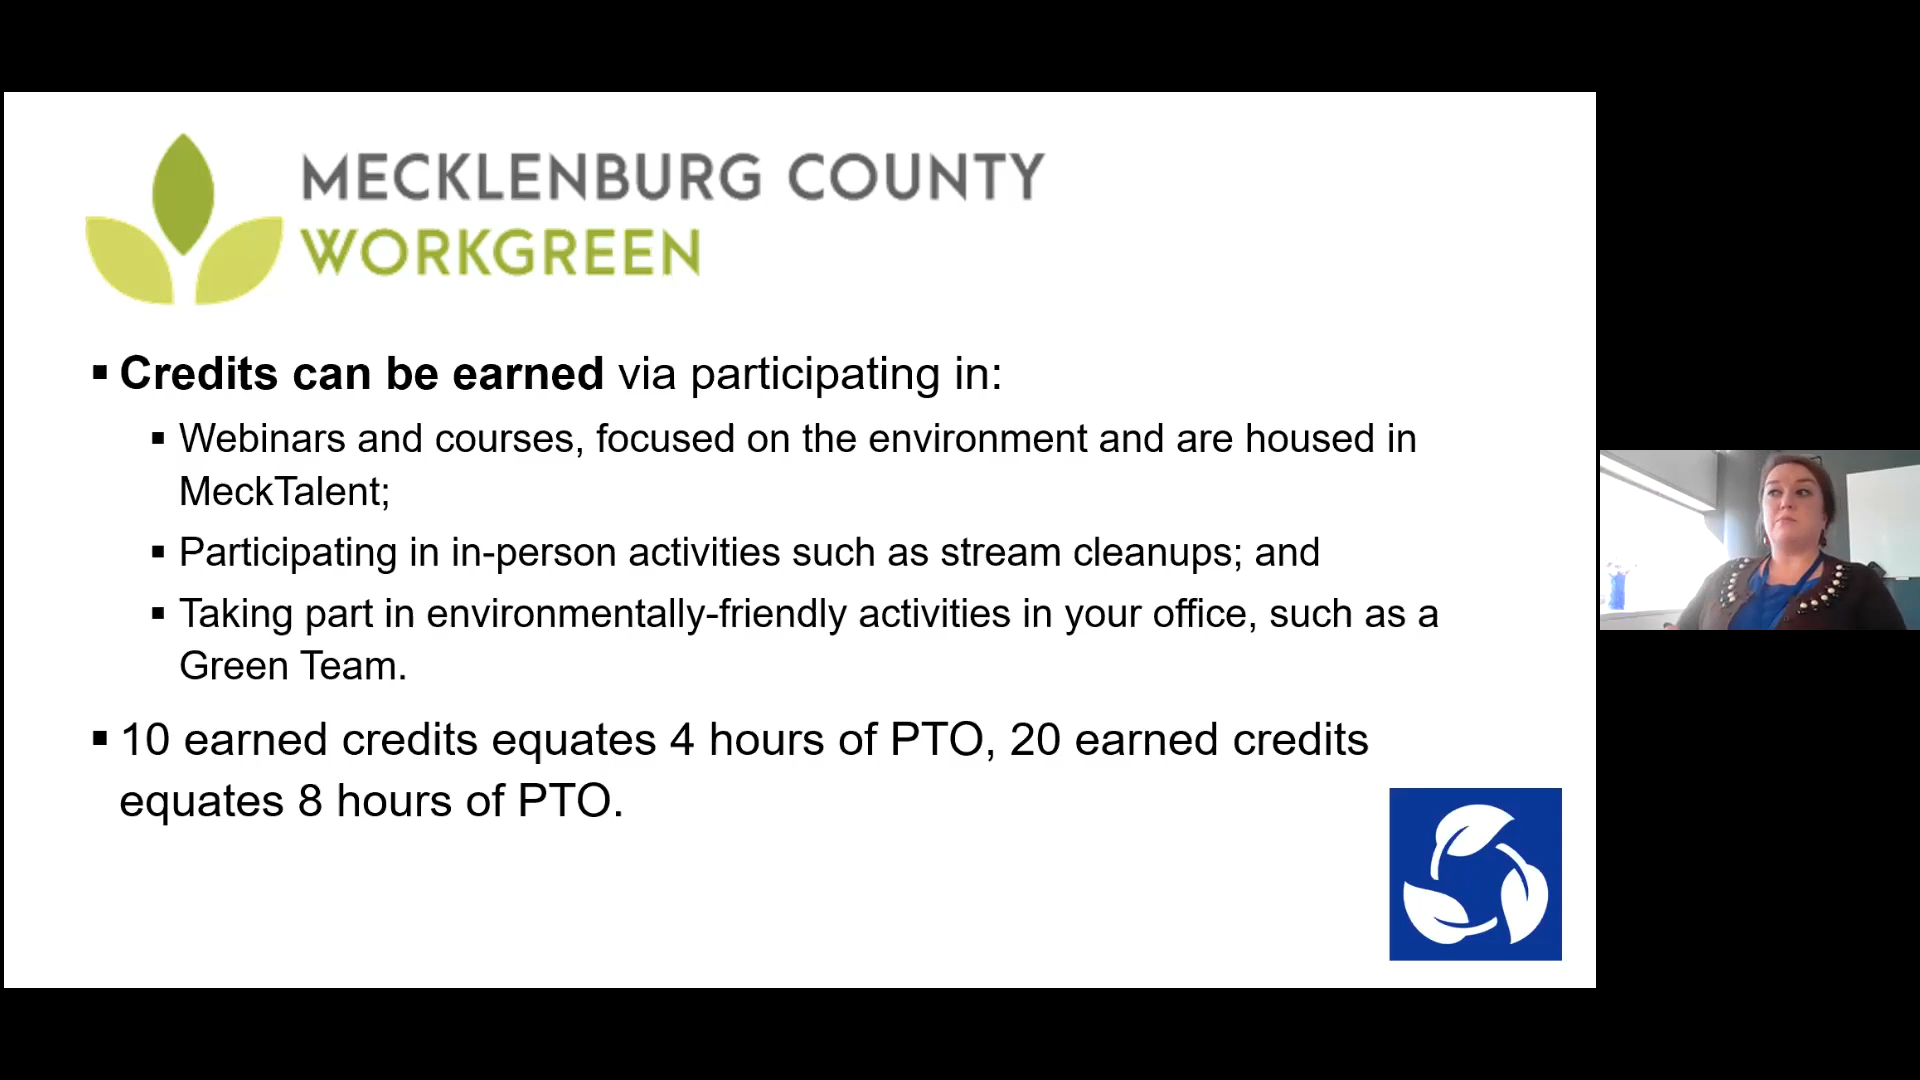 MECKLENBURG COUNTY
WORKGREEN
▪ Credits can be earned via participating in:
▪ Webinars and courses, focused on the environment and are housed in
MeckTalent;
▪ Participating in in-person activities such as stream cleanups; and
▪ Taking part in environmentally-friendly activities in your office, such as a
Green Team.
▪ 10 earned credits equates 4 hours of PTO, 20 earned credits
equates 8 hours of PTO.